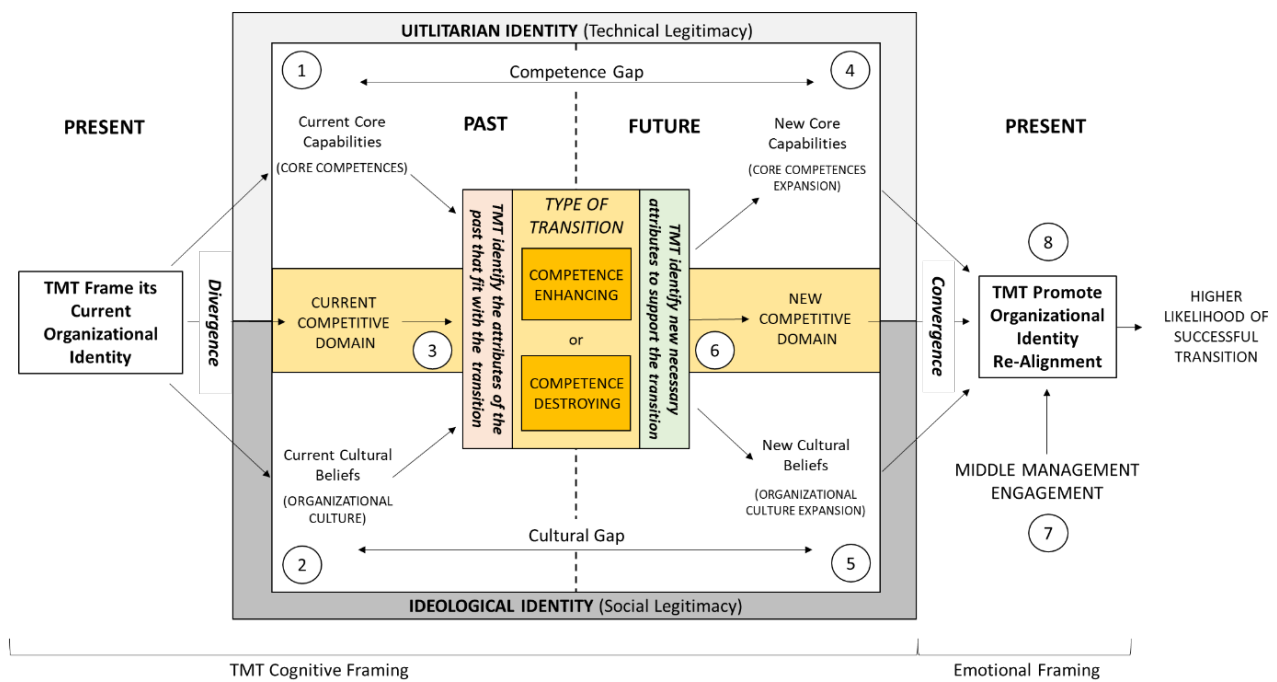 UITLITARIAN IDENTITY (Technical Legitimacy)
1
4
Competence Gap
PRESENT
PAST
FUTURE
PRESENT
Current Core
Capabilities
(CORE COMPETENCES)
New Core
Capabilities
(CORE COMPETENCES
EXPANSION)
TMT Frame its
Current
Organizational
Identity
Divergence
CURRENT
COMPETITIVE
DOMAIN
3
TMT identify the attributes of the
past that fit with the transition
TYPE OF
TRANSITION
COMPETENCE
ENHANCING
or
COMPETENCE
DESTROYING
TMT identify new necessary
attributes to support the transition
6
NEW
COMPETITIVE
DOMAIN
Convergence
8
TMT Promote
Organizational
Identity
Re-Alignment
HIGHER
LIKELIHOOD OF
SUCCESSFUL
TRANSITION
Current Cultural
Beliefs
(ORGANIZATIONAL
CULTURE)
New Cultural
Beliefs
(ORGANIZATIONAL
CULTURE EXPANSION)
MIDDLE MANAGEMENT
ENGAGEMENT
7
Cultural Gap
2
5
IDEOLOGICAL IDENTITY (Social Legitimacy)
TMT Cognitive Framing
Emotional Framing